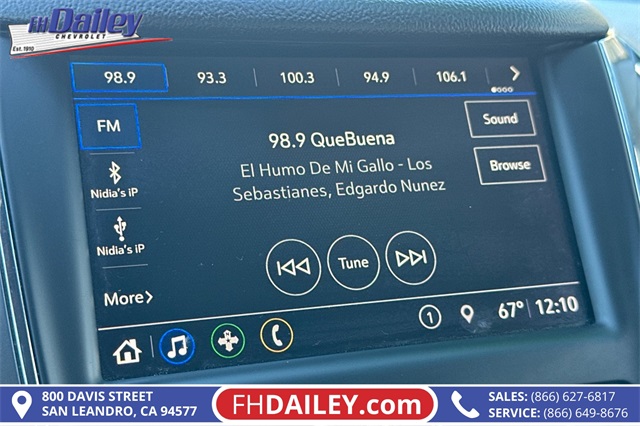 FH Dailey
CHEVROLET
Est. 1910
98.9 93.3 100.3 94.9 106.1
FM
98.9 QueBuena
Sound
El Humo De Mi Gallo - Los
Sebastianes, Edgardo Nunez
Browse
Nidia's iP
Nidia's iP
Tune
More
1 67° 12:10
800 DAVIS STREET
SAN LEANDRO, CA 94577
FHDAILEY.com
SALES: (866) 627-6817
SERVICE: (866) 649-8676